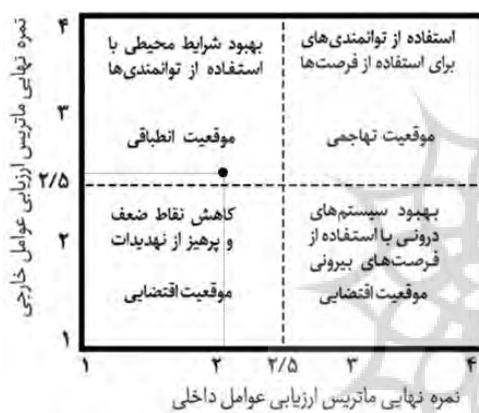 نمره نهایی ماتریس ارزیابی عوامل خارجی
۴
۳
۲/۵
۲
۱
بهبود شرایط محیطی با
استفاده از توانمندی‌ها
موقعیت انطباقی
استفاده از توانمندی‌های
برای استفاده از فرصت‌ها
موقعیت تهاجمی
کاهش نقاط ضعف
و پرهیز از تهدیدات
موقعیت اقتضایی
بهبود سیستم‌های
درونی با استفاده از
فرصت‌های بیرونی
موقعیت اقتضایی
۱ ۲ ۲/۵ ۳ ۴
نمره نهایی ماتریس ارزیابی عوامل داخلی